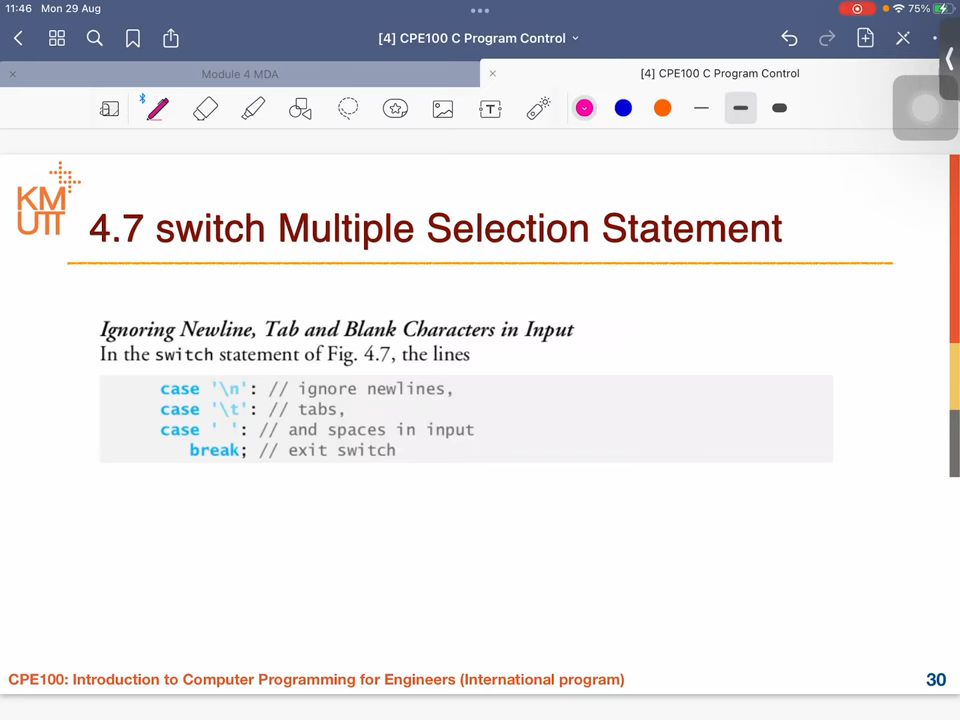 11:46 Mon 29 Aug
75%
[4] CPE100 C Program Control
Module 4 MDA
[4] CPE100 C Program Control
KM
UTT
4.7 switch Multiple Selection Statement
Ignoring Newline, Tab and Blank Characters in Input
In the switch statement of Fig. 4.7, the lines
case '\n': // ignore newlines,
case '\t': // tabs,
case ' ': // and spaces in input
break; // exit switch
CPE100: Introduction to Computer Programming for Engineers (International program)
30